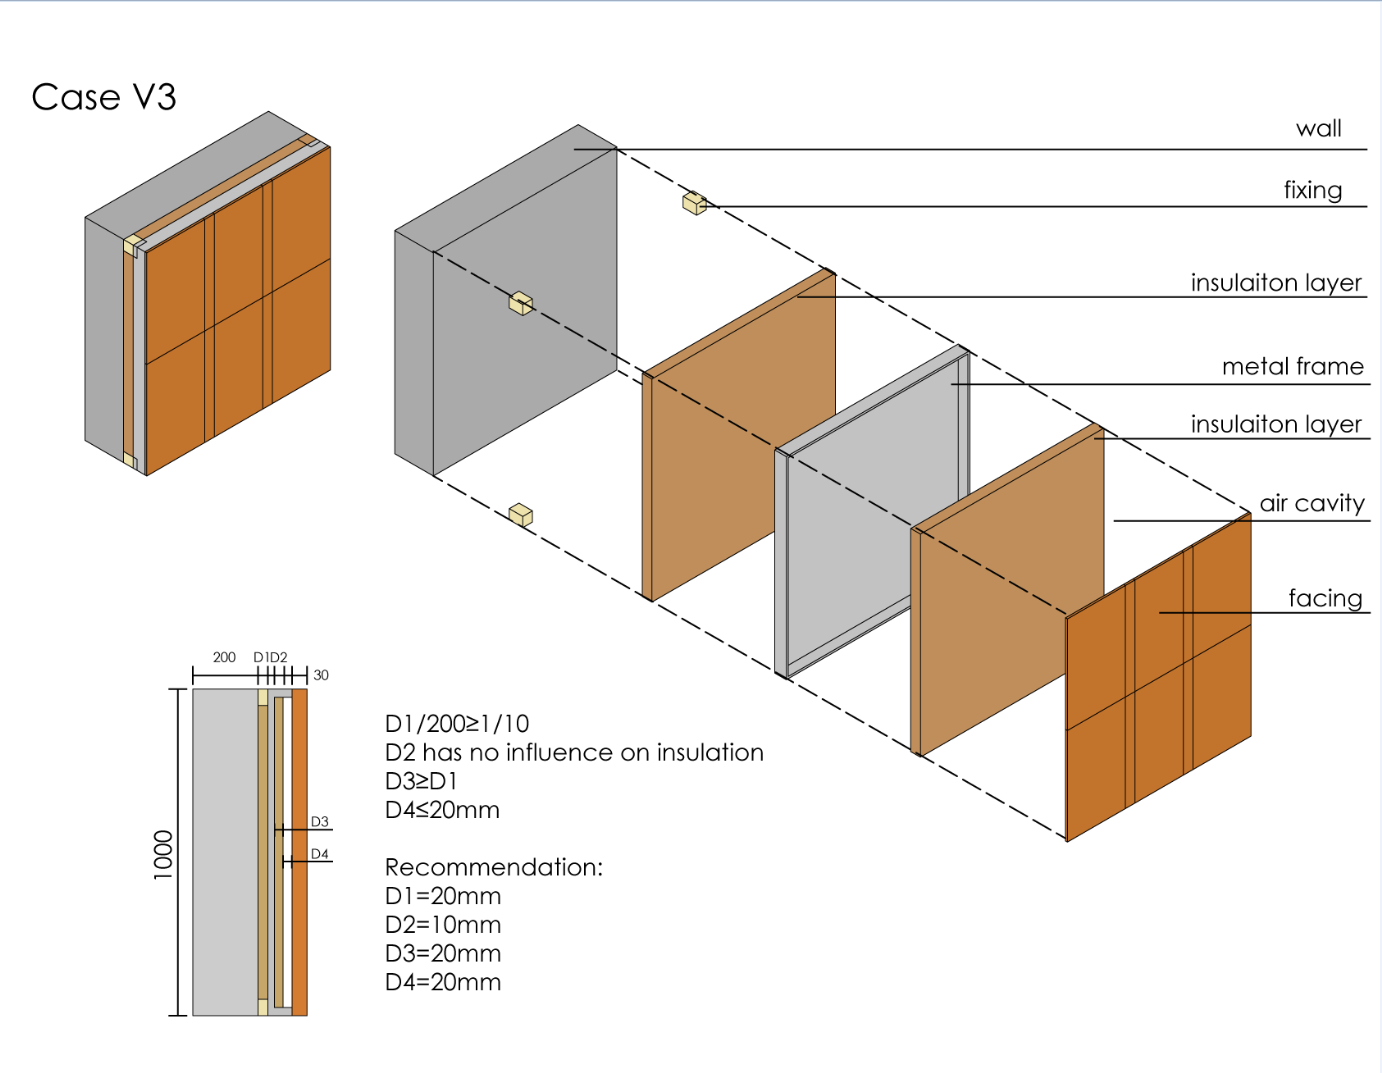 Case V3
wall
fixing
insulaiton layer
metal frame
insulaiton layer
air cavity
facing
200 D1D2 30
1000
D3
D4
D1/200≥1/10
D2 has no influence on insulation
D3≥D1
D4≤20mm
Recommendation:
D1=20mm
D2=10mm
D3=20mm
D4=20mm